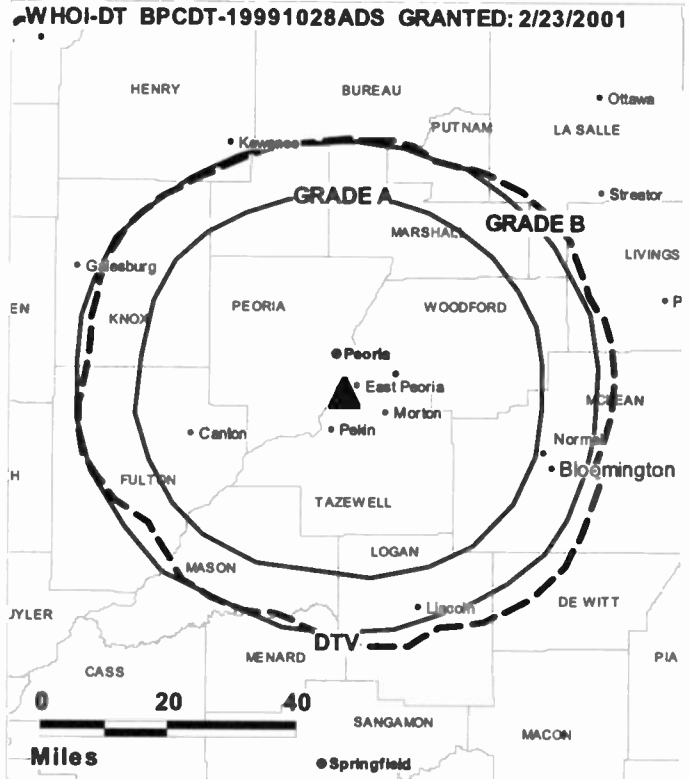 WHOI-DT BPCDT-19991028ADS GRANTED: 2/23/2001
HENRY
BUREAU
Ottawa
PUTNAM
LA SALLE
Kewanee
GRADE A
Streator
GRADE B
MARSHALL
LIVINGS
Galesburg
EN
KNOX
PEORIA
WOODFORD
P
Peoria
East Peoria
MCLEAN
Morton
Canton
Pekin
Normal
Bloomington
H
FULTON
TAZEWELL
LOGAN
MASON
DE WITT
Lincoln
UYLER
DTV
MENARD
PIA
CASS
0 20 40
SANGAMON
MACON
Miles
Springfield